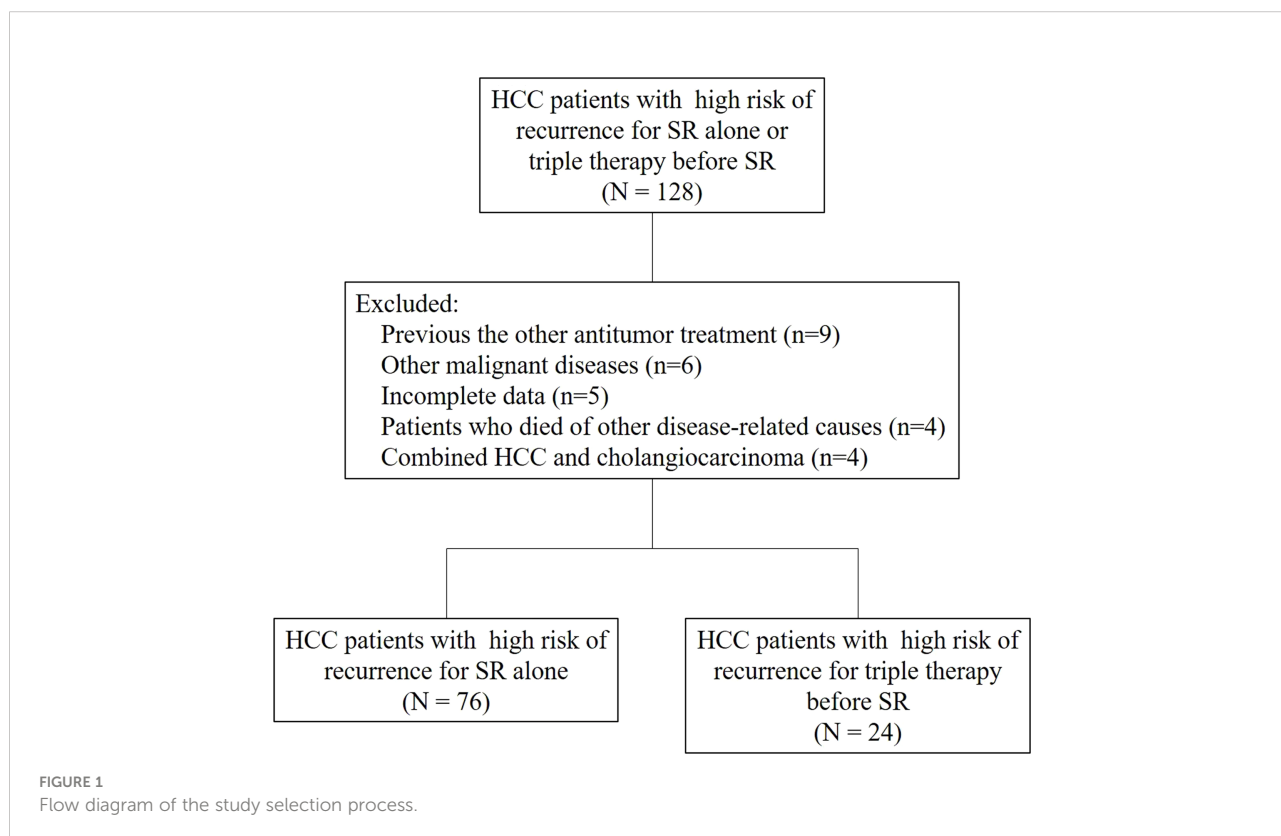 HCC patients with high risk of
recurrence for SR alone or
triple therapy before SR
(N = 128)
Excluded:
Previous the other antitumor treatment (n=9)
Other malignant diseases (n=6)
Incomplete data (n=5)
Patients who died of other disease-related causes (n=4)
Combined HCC and cholangiocarcinoma (n=4)
HCC patients with high risk of
recurrence for SR alone
(N = 76)
HCC patients with high risk of
recurrence for triple therapy
before SR
(N = 24)
FIGURE 1
Flow diagram of the study selection process.